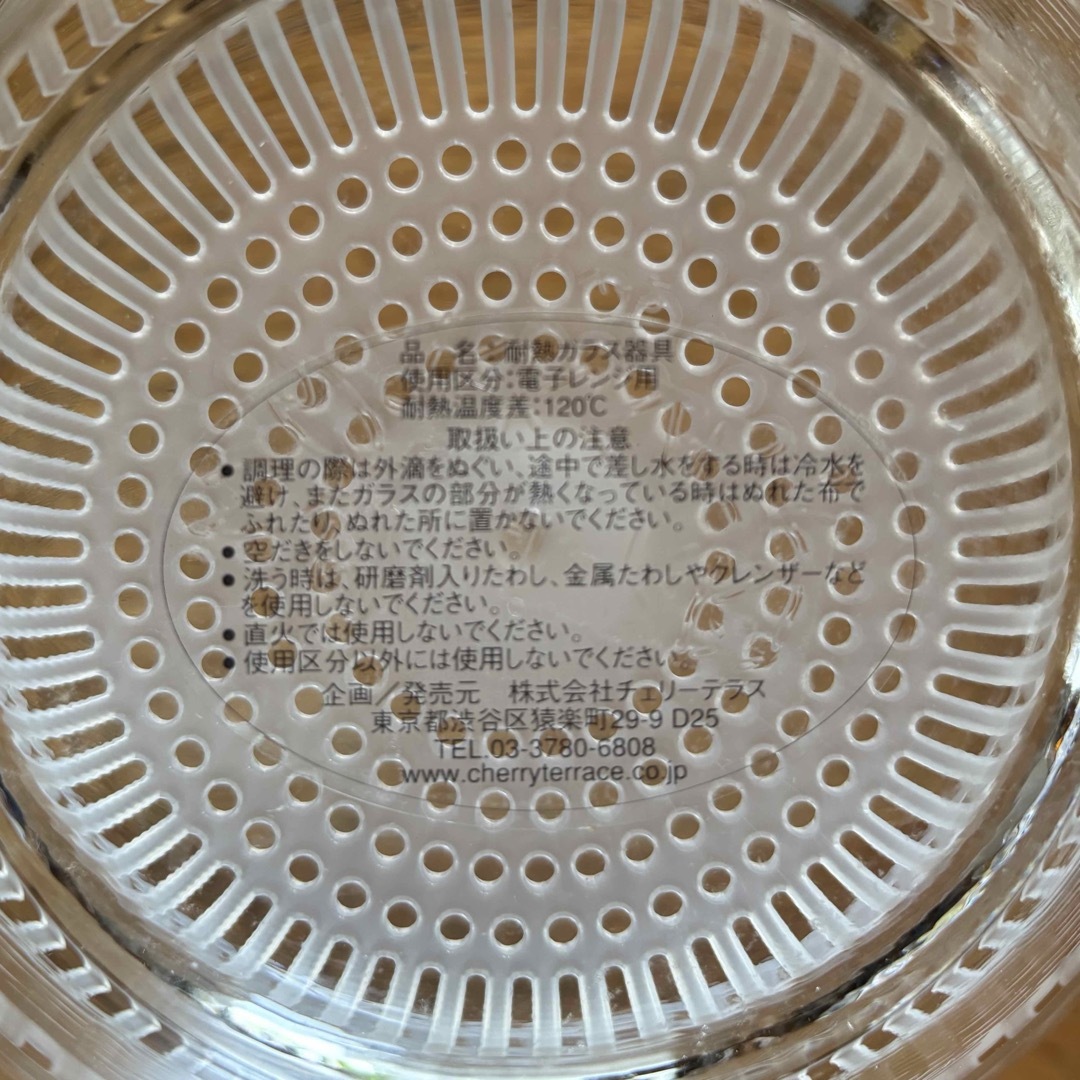 品　名：耐熱ガラス器具
使用区分：電子レンジ用
耐熱温度差：120℃
取扱い上の注意
●調理の際は外滴をぬぐい、途中で差し水をする時は冷水を
避け、またガラスの部分が熱くなっている時はぬれた布で
ふれたり、ぬれた所に置かないでください。
●空だきをしないでください。
●洗う時は、研磨剤入りたわし、金属たわしやクレンザーなど
を使用しないでください。
●直火では使用しないでください。
●使用区分以外には使用しないでください。
企画／発売元　株式会社チェリーテラス
東京都渋谷区猿楽町29-9 D25
TEL.03-3780-6808
www.cherryterrace.co.jp